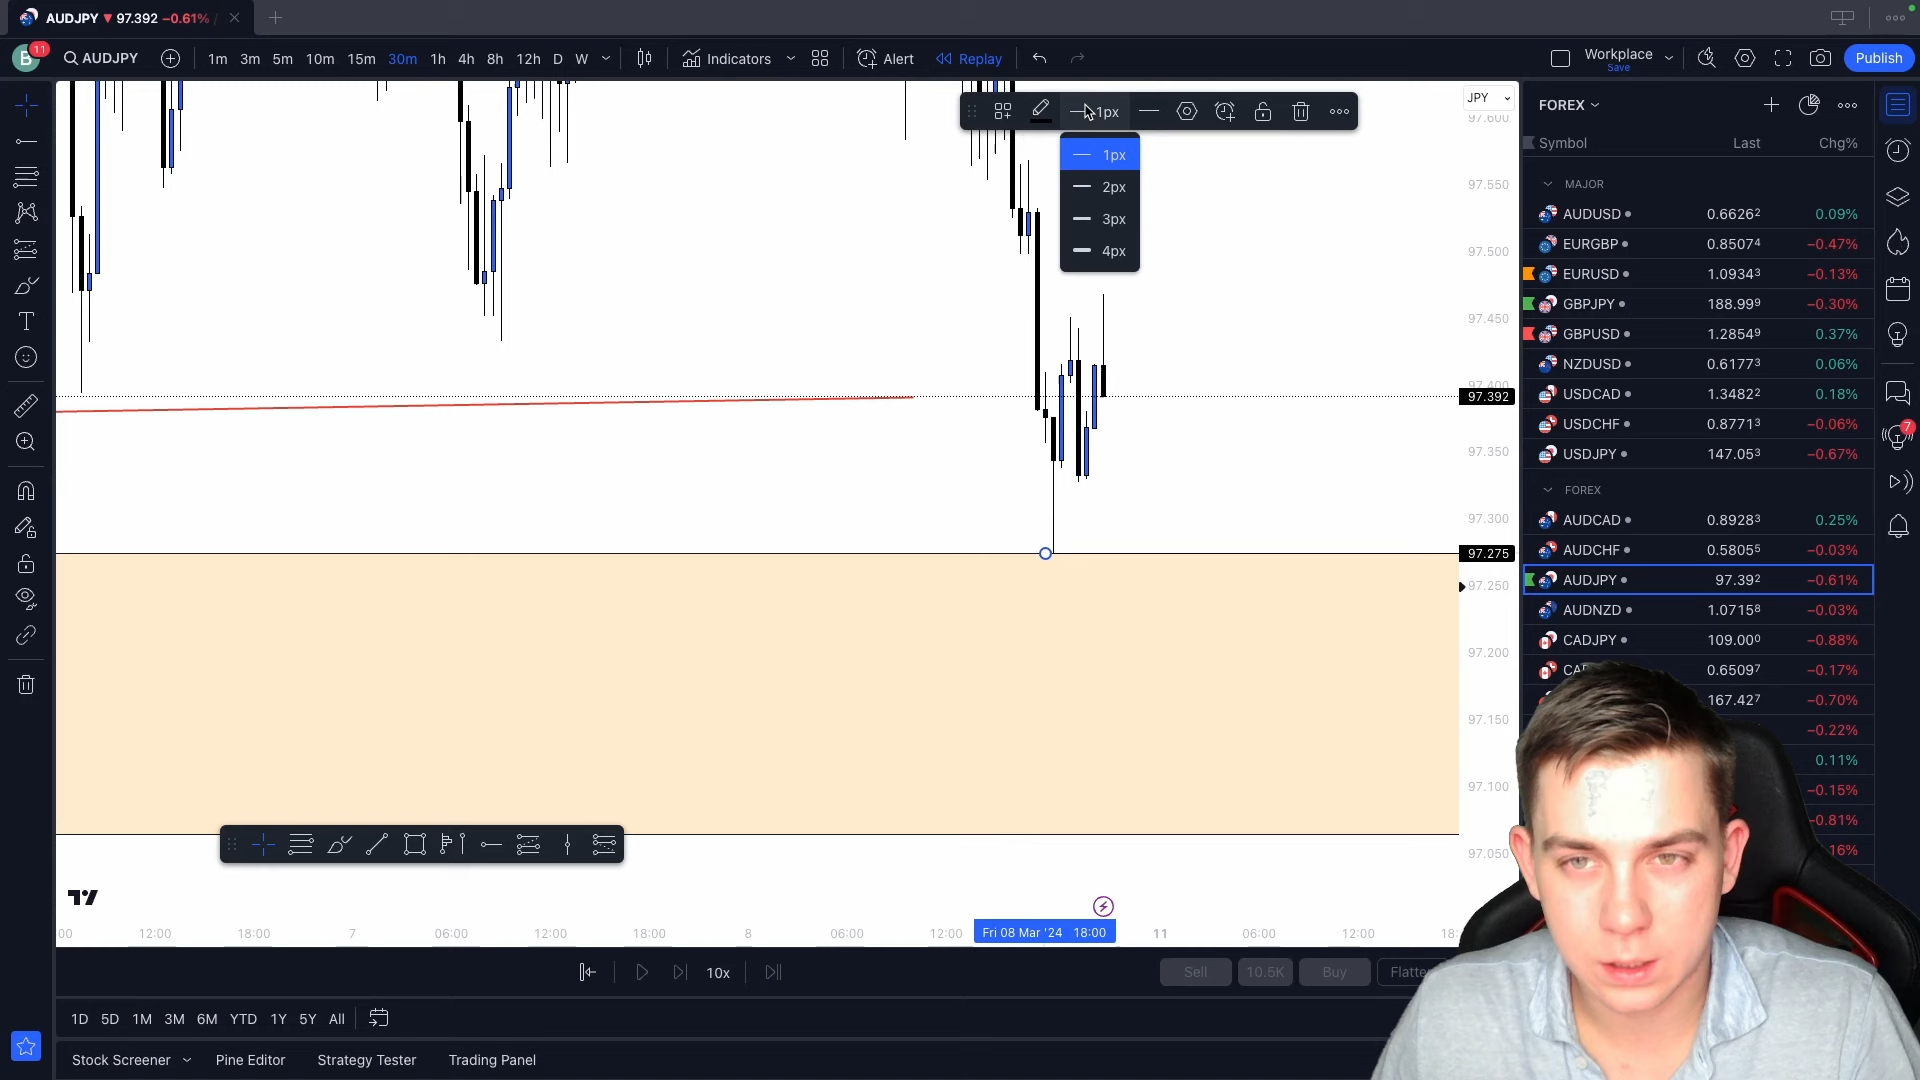 AUDJPY 97.392 −0.61% /
B 11 AUDJPY 1m 3m 5m 10m 15m 30m 1h 4h 8h 12h D W Indicators Alert Replay Workplace Save Publish
1px
1px
2px
3px
4px
JPY
97.600
97.550
97.500
97.450
97.400
97.392
97.350
97.300
97.275
97.250
97.200
97.150
97.100
97.050
FOREX
Symbol Last Chg%
MAJOR
AUDUSD 0.66262 0.09%
EURGBP 0.85074 −0.47%
EURUSD 1.09343 −0.13%
GBPJPY 188.999 −0.30%
GBPUSD 1.28549 0.37%
NZDUSD 0.61773 0.06%
USDCAD 1.34822 0.18%
USDCHF 0.87713 −0.06%
USDJPY 147.053 −0.67%
FOREX
AUDCAD 0.89283 0.25%
AUDCHF 0.58056 −0.03%
AUDJPY 97.392 −0.61%
AUDNZD 1.07158 −0.03%
CADJPY 109.000 −0.88%
0.65097 −0.17%
167.427 −0.70%
−0.22%
0.11%
−0.15%
−0.81%
16%
7
:00 12:00 18:00 7 06:00 12:00 18:00 8 06:00 12:00 Fri 08 Mar '24 18:00 11 06:00 12:00 18:
10x Sell 10.5K Buy
1D 5D 1M 3M 6M YTD 1Y 5Y All
Stock Screener Pine Editor Strategy Tester Trading Panel